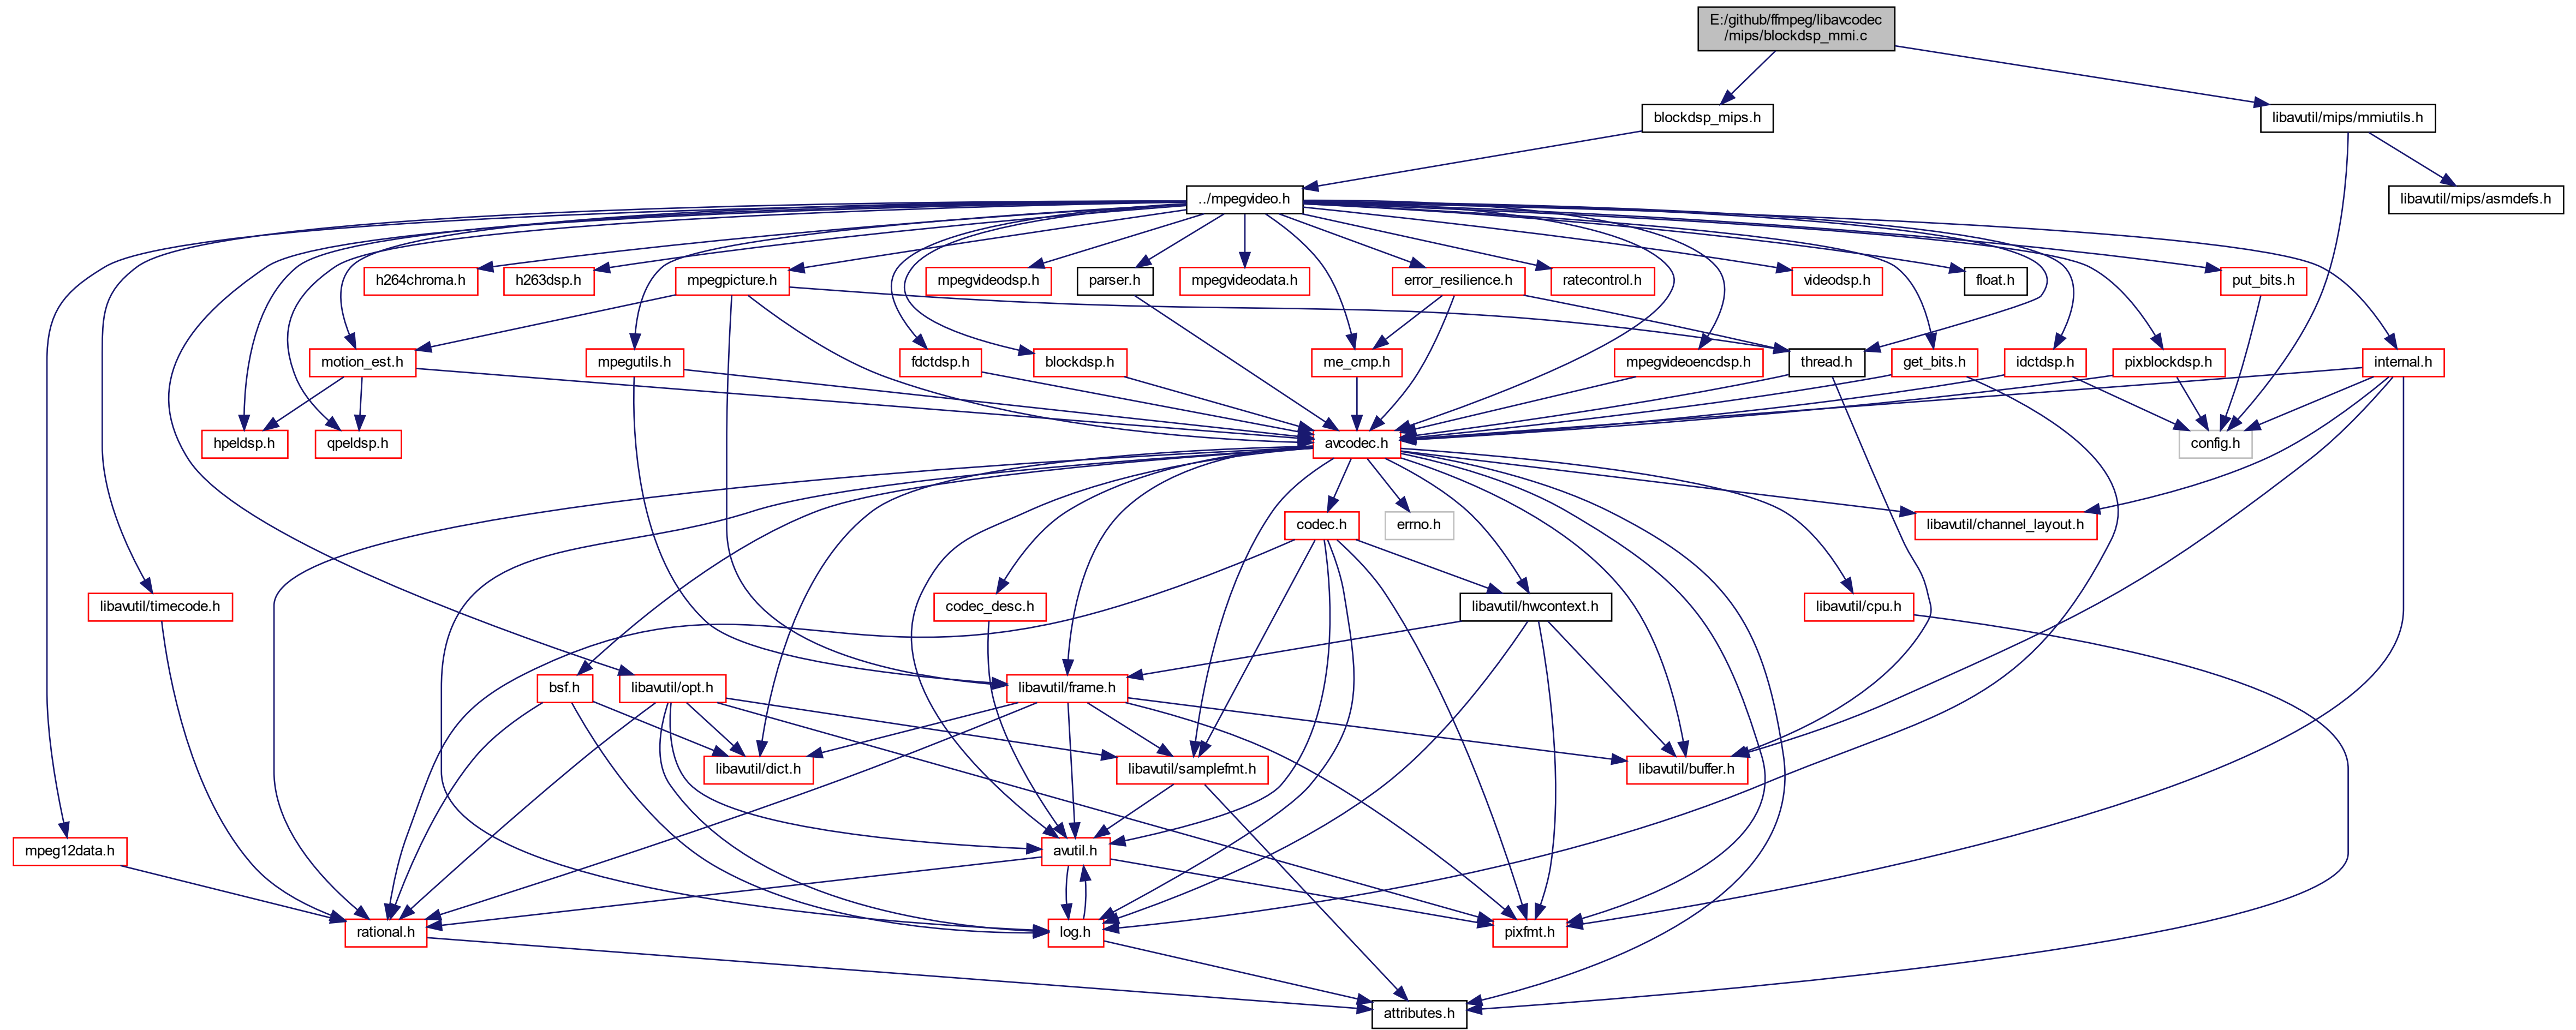 E:/github/ffmpeg/libavcodec
/mips/blockdsp_mmi.c
blockdsp_mips.h
libavutil/mips/mmiutils.h
../mpegvideo.h
libavutil/mips/asmdefs.h
h264chroma.h
h263dsp.h
mpegpicture.h
mpegvideodsp.h
parser.h
mpegvideodata.h
error_resilience.h
ratecontrol.h
videodsp.h
float.h
put_bits.h
motion_est.h
mpegutils.h
fdctdsp.h
blockdsp.h
me_cmp.h
mpegvideoencdsp.h
thread.h
get_bits.h
idctdsp.h
pixblockdsp.h
internal.h
hpeldsp.h
qpeldsp.h
avcodec.h
config.h
codec.h
errno.h
libavutil/channel_layout.h
libavutil/timecode.h
codec_desc.h
libavutil/hwcontext.h
libavutil/cpu.h
bsf.h
libavutil/opt.h
libavutil/frame.h
libavutil/dict.h
libavutil/samplefmt.h
libavutil/buffer.h
mpeg12data.h
avutil.h
rational.h
log.h
pixfmt.h
attributes.h